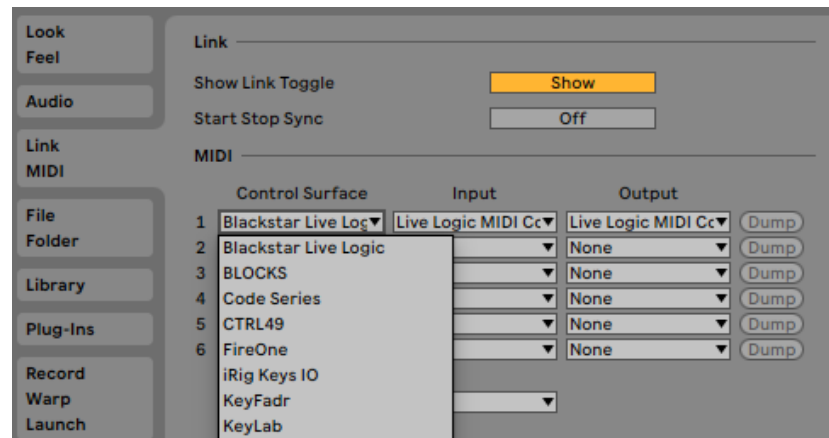 Look
Feel
Audio
Link
MIDI
File
Folder
Library
Plug-Ins
Record
Warp
Launch
Link
Show Link Toggle Show
Start Stop Sync Off
MIDI
Control Surface Input Output
1 Blackstar Live Log Live Logic MIDI Cc Live Logic MIDI Cc Dump
2 Blackstar Live Logic None Dump
3 BLOCKS None Dump
4 Code Series None Dump
5 CTRL49 None Dump
6 FireOne None Dump
iRig Keys IO
KeyFadr
KeyLab